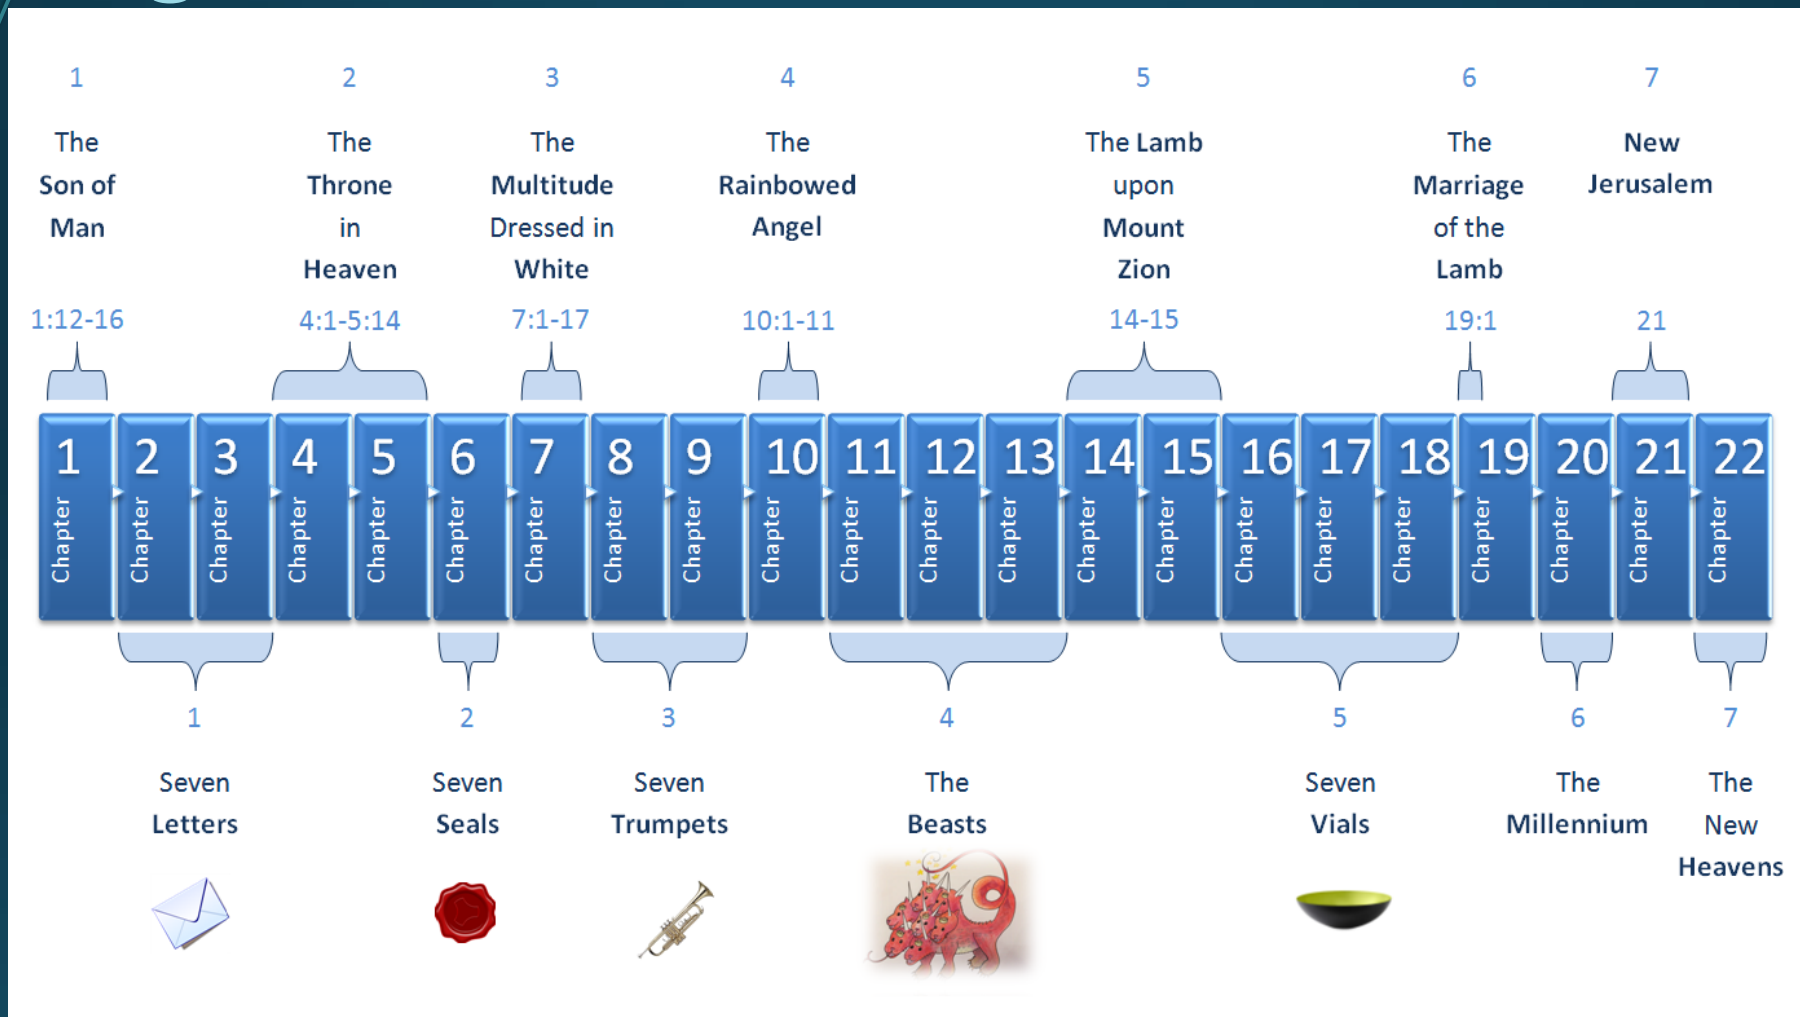 1
The
Son of
Man
1:12-16
2
The
Throne
in
Heaven
4:1-5:14
3
The
Multitude
Dressed in
White
7:1-17
4
The
Rainbowed
Angel
10:1-11
5
The Lamb
upon
Mount
Zion
14-15
6
The
Marriage
of the
Lamb
19:1
7
New
Jerusalem
21
1
Chapter
2
Chapter
3
Chapter
4
Chapter
5
Chapter
6
Chapter
7
Chapter
8
Chapter
9
Chapter
10
Chapter
11
Chapter
12
Chapter
13
Chapter
14
Chapter
15
Chapter
16
Chapter
17
Chapter
18
Chapter
19
Chapter
20
Chapter
21
Chapter
22
Chapter
1
Seven
Letters
2
Seven
Seals
3
Seven
Trumpets
4
The
Beasts
5
Seven
Vials
6
The
Millennium
7
The
New
Heavens